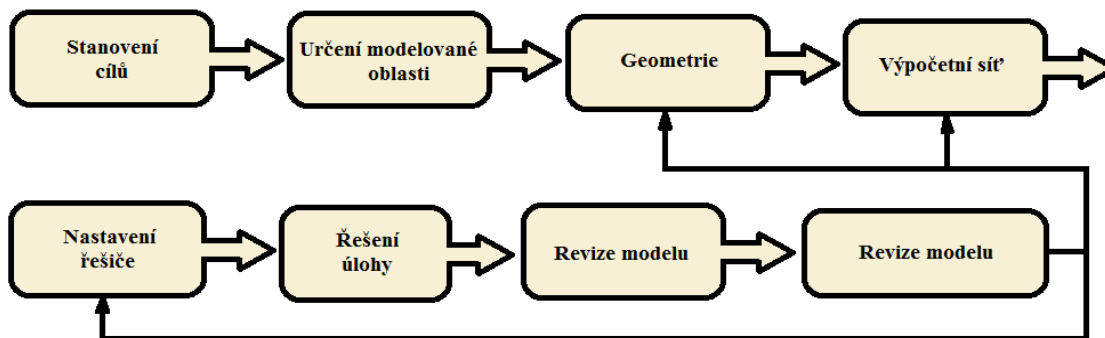 Stanovení
cílů
Určení modelované
oblasti
Geometrie
Výpočetní síť
Nastavení
řešiče
Řešení
úlohy
Revize modelu
Revize modelu